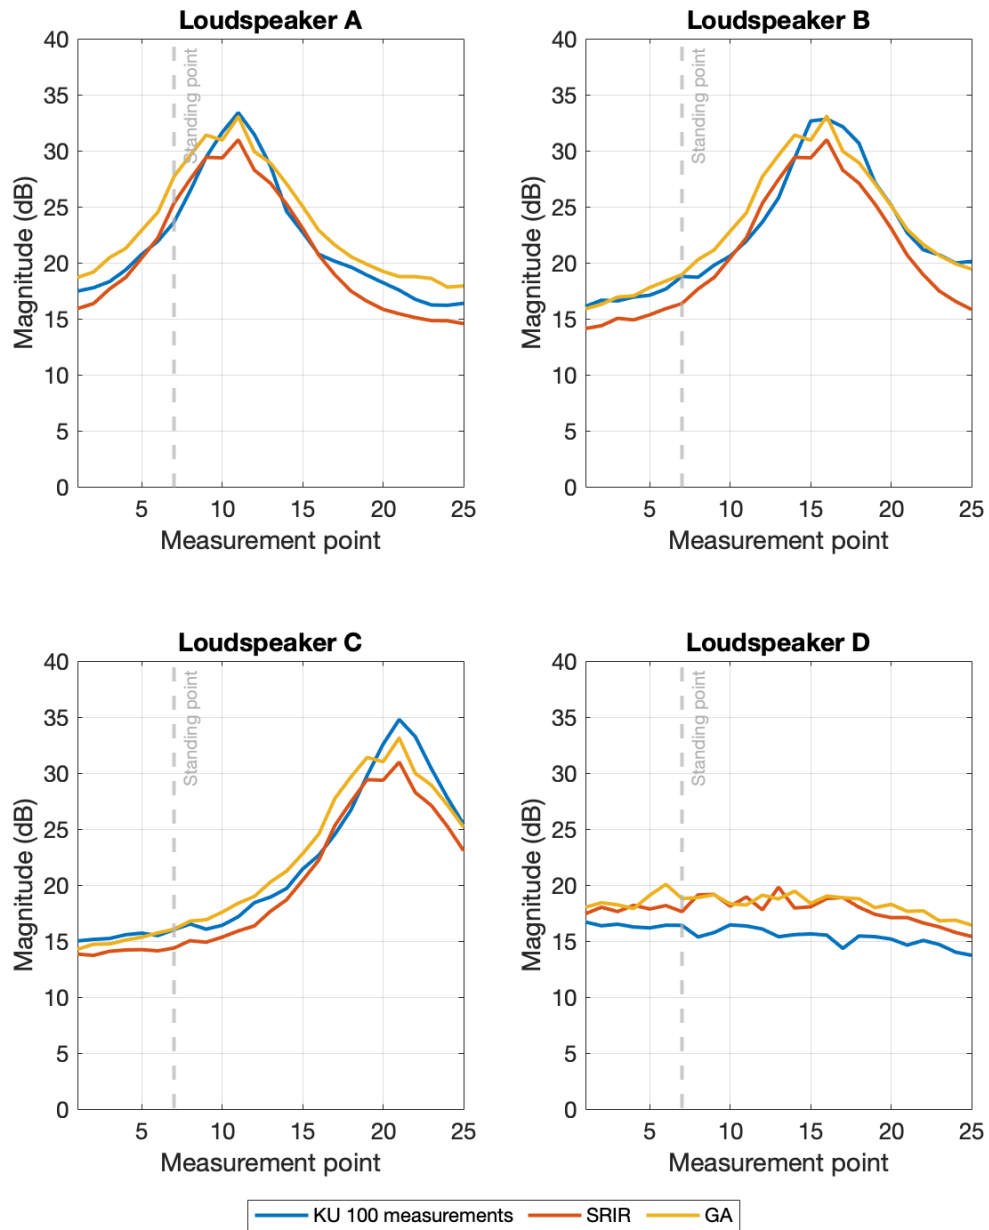 Loudspeaker A
40
35
30
25
20
15
10
5
0
Magnitude (dB)
Standing point
5 10 15 20 25
Measurement point
Loudspeaker B
40
35
30
25
20
15
10
5
0
Magnitude (dB)
Standing point
5 10 15 20 25
Measurement point
Loudspeaker C
40
35
30
25
20
15
10
5
0
Magnitude (dB)
Standing point
5 10 15 20 25
Measurement point
Loudspeaker D
40
35
30
25
20
15
10
5
0
Magnitude (dB)
Standing point
5 10 15 20 25
Measurement point
KU 100 measurements SRIR GA